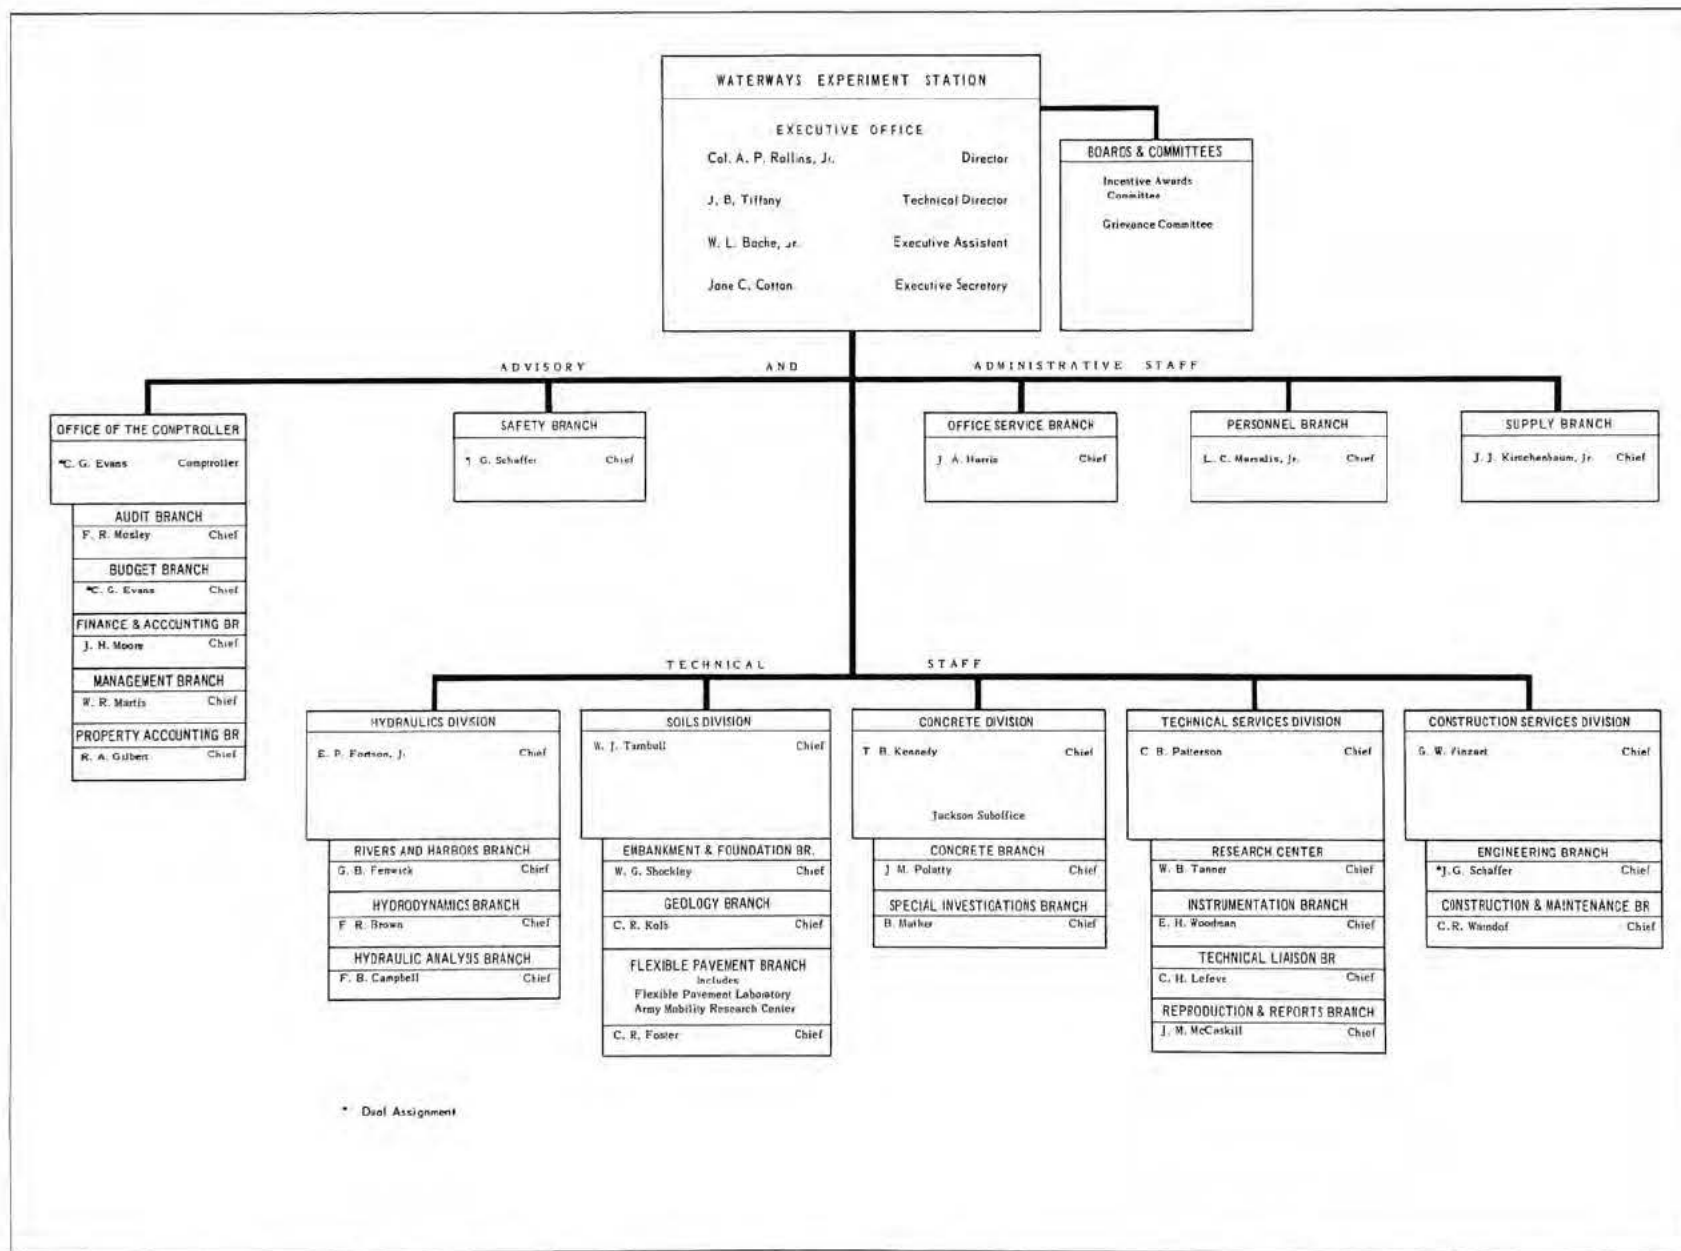 WATERWAYS EXPERIMENT STATION
EXECUTIVE OFFICE
Col. A. P. Rollins, Jr. Director
J. B. Tiffany Technical Director
W. L. Bache, Jr. Executive Assistant
Jane C. Cotton Executive Secretary
BOARDS & COMMITTEES
Incentive Awards
Committee
Grievance Committee
ADVISORY AND ADMINISTRATIVE STAFF
OFFICE OF THE COMPTROLLER
*C. G. Evans Comptroller
AUDIT BRANCH
F. R. Mosley Chief
BUDGET BRANCH
*C. G. Evans Chief
FINANCE & ACCOUNTING BR
J. H. Moore Chief
MANAGEMENT BRANCH
W. R. Martin Chief
PROPERTY ACCOUNTING BR
R. A. Gilbert Chief
SAFETY BRANCH
G. Schaffer Chief
OFFICE SERVICE BRANCH
J. A. Harris Chief
PERSONNEL BRANCH
L. C. Marsalis, Jr. Chief
SUPPLY BRANCH
J. J. Kirschenbaum, Jr. Chief
TECHNICAL STAFF
HYDRAULICS DIVISION
E. P. Fortson, Jr. Chief
RIVERS AND HARBORS BRANCH
G. B. Fenwick Chief
HYDRODYNAMICS BRANCH
F R. Brown Chief
HYDRAULIC ANALYSIS BRANCH
F. B. Campbell Chief
SOILS DIVISION
W. J. Turnbull Chief
EMBANKMENT & FOUNDATION BR.
W. G. Shockley Chief
GEOLOGY BRANCH
C. R. Kolb Chief
FLEXIBLE PAVEMENT BRANCH
Includes
Flexible Pavement Laboratory
Army Mobility Research Center
C. R. Foster Chief
CONCRETE DIVISION
T B. Kennedy Chief
Jackson Suboffice
CONCRETE BRANCH
J M. Polatty Chief
SPECIAL INVESTIGATIONS BRANCH
B. Mather Chief
TECHNICAL SERVICES DIVISION
C B. Patterson Chief
RESEARCH CENTER
W. B. Tanner Chief
INSTRUMENTATION BRANCH
E. H. Woodman Chief
TECHNICAL LIAISON BR
C. H. Lefeve Chief
REPRODUCTION & REPORTS BRANCH
J. M. McCaskill Chief
CONSTRUCTION SERVICES DIVISION
G. W. Chief
ENGINEERING BRANCH
*J.G. Schaffer Chief
CONSTRUCTION & MAINTENANCE BR
C.R. Chief
* Dual Assignment